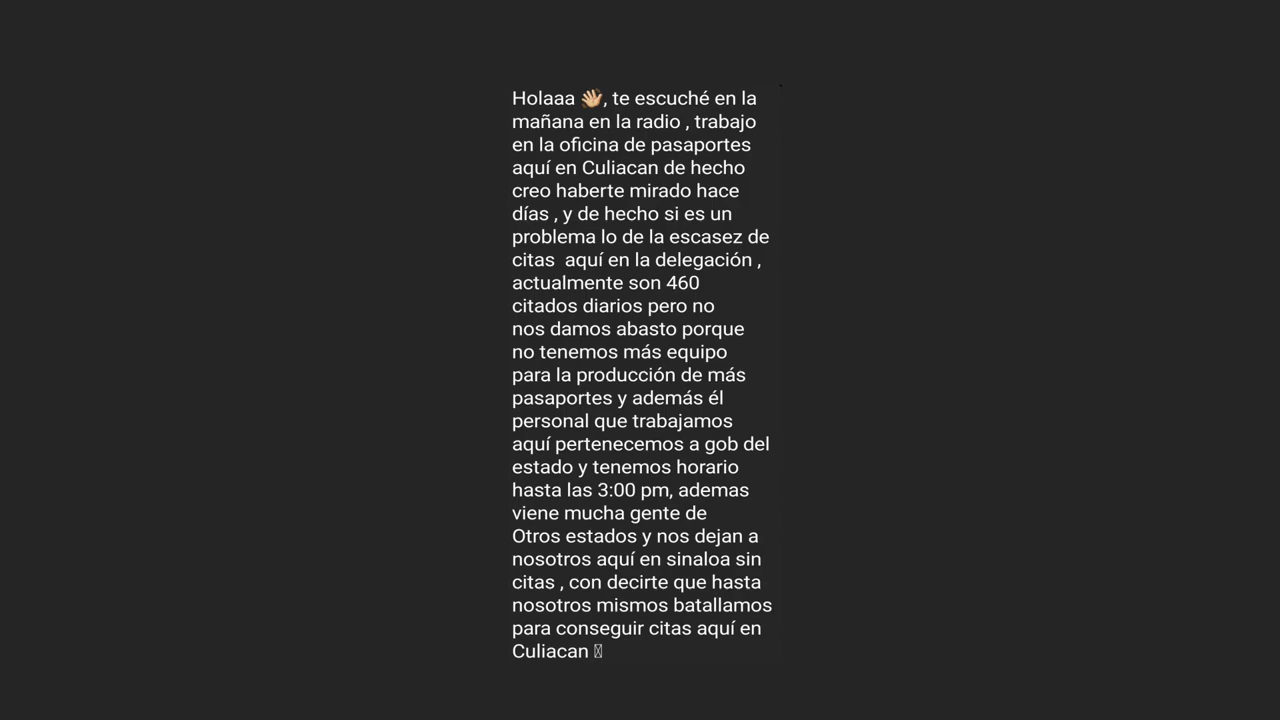 Holaaa 👋🏼, te escuché en la
mañana en la radio , trabajo
en la oficina de pasaportes
aquí en Culiacan de hecho
creo haberte mirado hace
días , y de hecho si es un
problema lo de la escasez de
citas  aquí en la delegación ,
actualmente son 460
citados diarios pero no
nos damos abasto porque
no tenemos más equipo
para la producción de más
pasaportes y además él
personal que trabajamos
aquí pertenecemos a gob del
estado y tenemos horario
hasta las 3:00 pm, ademas
viene mucha gente de
Otros estados y nos dejan a
nosotros aquí en sinaloa sin
citas , con decirte que hasta
nosotros mismos batallamos
para conseguir citas aquí en
Culiacan